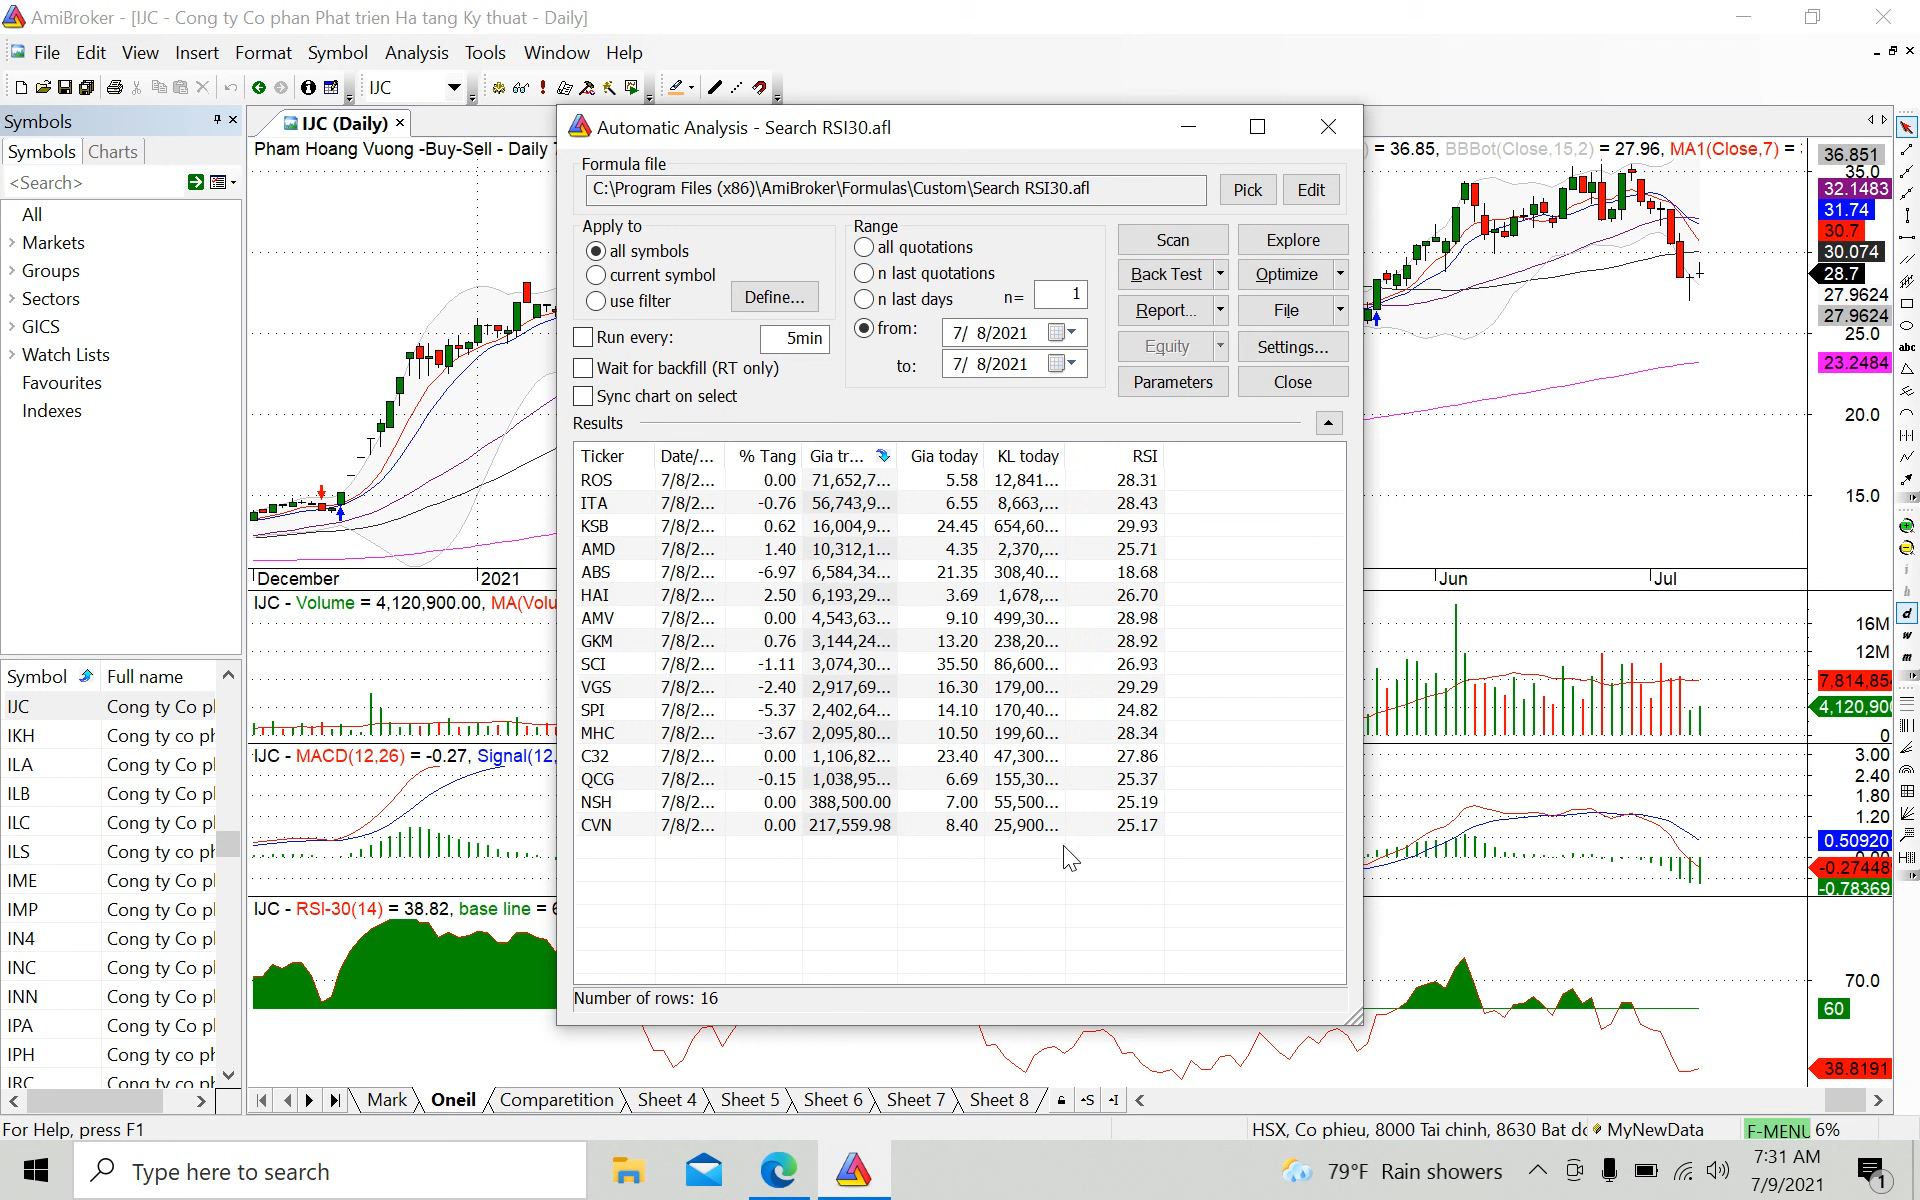 AmiBroker - [IJC - Cong ty Co phan Phat trien Ha tang Ky thuat - Daily]
File Edit View Insert Format Symbol Analysis Tools Window Help
IJC
Symbols
Symbols Charts
<Search>
All
Markets
Groups
Sectors
GICS
Watch Lists
Favourites
Indexes
Symbol Full name
IJC Cong ty Co pl
IKH Cong ty co ph
ILA Cong ty Co pl
ILB Cong ty Co pl
ILC Cong ty Co pl
ILS Cong ty co ph
IME Cong ty Co pl
IMP Cong ty Co pl
IN4 Cong ty Co pl
INC Cong ty Co pl
INN Cong ty Co pl
IPA Cong ty Co pl
IPH Cong ty co ph
IRC Cong ty co ph
IJC (Daily)
Pham Hoang Vuong -Buy-Sell - Daily
) = 36.85, BBBot(Close,15,2) = 27.96, MA1(Close,7) =
36.851
35.0
32.1483
31.74
30.7
30.074
28.7
27.9624
27.9624
25.0
23.2484
20.0
15.0
December 2021 Jun Jul
IJC - Volume = 4,120,900.00, MA(Volu
16M
12M
7,814,85
4,120,90
0
IJC - MACD(12,26) = -0.27, Signal(12,
3.00
2.40
1.80
1.20
0.50920
-0.27448
-0.78369
IJC - RSI-30(14) = 38.82, base line = 6
70.0
60
38.8191
Automatic Analysis - Search RSI30.afl
Formula file
C:\Program Files (x86)\AmiBroker\Formulas\Custom\Search RSI30.afl Pick Edit
Apply to
all symbols
current symbol
use filter Define...
Run every: 5min
Wait for backfill (RT only)
Sync chart on select
Range
all quotations
n last quotations
n last days n= 1
from: 7/ 8/2021
to: 7/ 8/2021
Scan Explore
Back Test Optimize
Report... File
Equity Settings...
Parameters Close
Results
Ticker Date/... % Tang Gia tr... Gia today KL today RSI
ROS 7/8/2... 0.00 71,652,7... 5.58 12,841... 28.31
ITA 7/8/2... -0.76 56,743,9... 6.55 8,663,... 28.43
KSB 7/8/2... 0.62 16,004,9... 24.45 654,60... 29.93
AMD 7/8/2... 1.40 10,312,1... 4.35 2,370,... 25.71
ABS 7/8/2... -6.97 6,584,34... 21.35 308,40... 18.68
HAI 7/8/2... 2.50 6,193,29... 3.69 1,678,... 26.70
AMV 7/8/2... 0.00 4,543,63... 9.10 499,30... 28.98
GKM 7/8/2... 0.76 3,144,24... 13.20 238,20... 28.92
SCI 7/8/2... -1.11 3,074,30... 35.50 86,600... 26.93
VGS 7/8/2... -2.40 2,917,69... 16.30 179,00... 29.29
SPI 7/8/2... -5.37 2,402,64... 14.10 170,40... 24.82
MHC 7/8/2... -3.67 2,095,80... 10.50 199,60... 28.34
C32 7/8/2... 0.00 1,106,82... 23.40 47,300... 27.86
QCG 7/8/2... -0.15 1,038,95... 6.69 155,30... 25.37
NSH 7/8/2... 0.00 388,500.00 7.00 55,500... 25.19
CVN 7/8/2... 0.00 217,559.98 8.40 25,900... 25.17
Number of rows: 16
abc
d
w
m
Mark Oneil Comparetition Sheet 4 Sheet 5 Sheet 6 Sheet 7 Sheet 8
For Help, press F1
HSX, Co phieu, 8000 Tai chinh, 8630 Bat dc MyNewData F-MENU 6%
Type here to search
79°F Rain showers
7:31 AM
7/9/2021
1